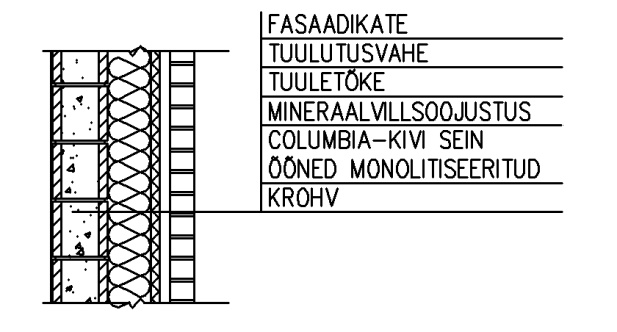 FASAADIKATE
TUULUTUSVAHE
TUULETÕKE
MINERAALVILLSOOJUSTUS
COLUMBIA-KIVI SEIN
ÕÕNED MONOLITISEERITUD
KROHV